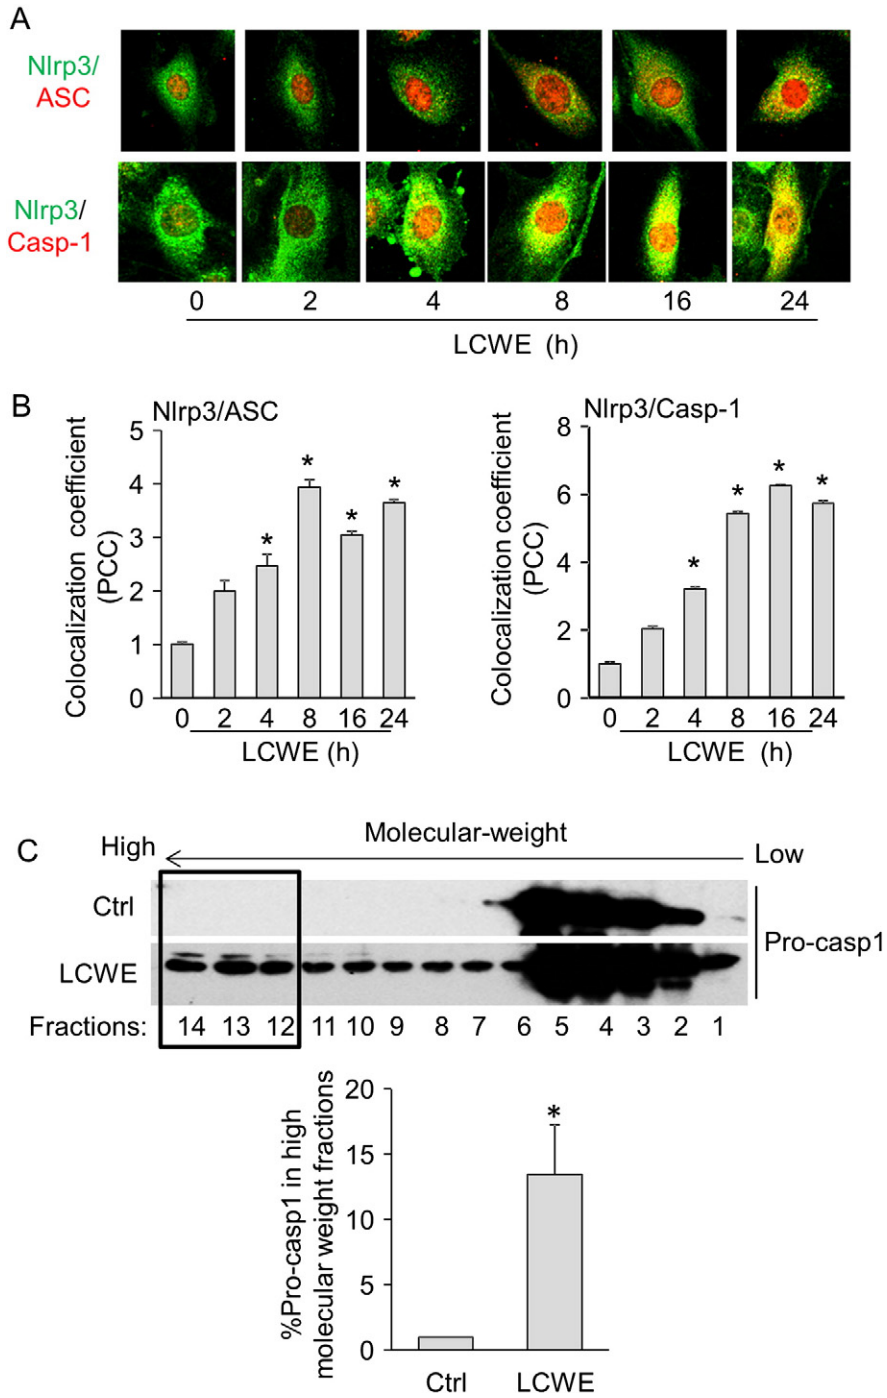 A
Nlrp3/
ASC
Nlrp3/
Casp-1
0 2 4 8 16 24
LCWE (h)
B
Nlrp3/ASC
Colocalization coefficient
(PCC)
5
4
3
2
1
0
* * * *
0 2 4 8 16 24
LCWE (h)
Nlrp3/Casp-1
Colocalization coefficient
(PCC)
8
6
4
2
0
* * * *
0 2 4 8 16 24
LCWE (h)
C
Molecular-weight
High
Low
Ctrl
LCWE
Pro-casp1
Fractions: 14 13 12 11 10 9 8 7 6 5 4 3 2 1
%Pro-casp1 in high
molecular weight fractions
20
15
10
5
0
*
Ctrl LCWE